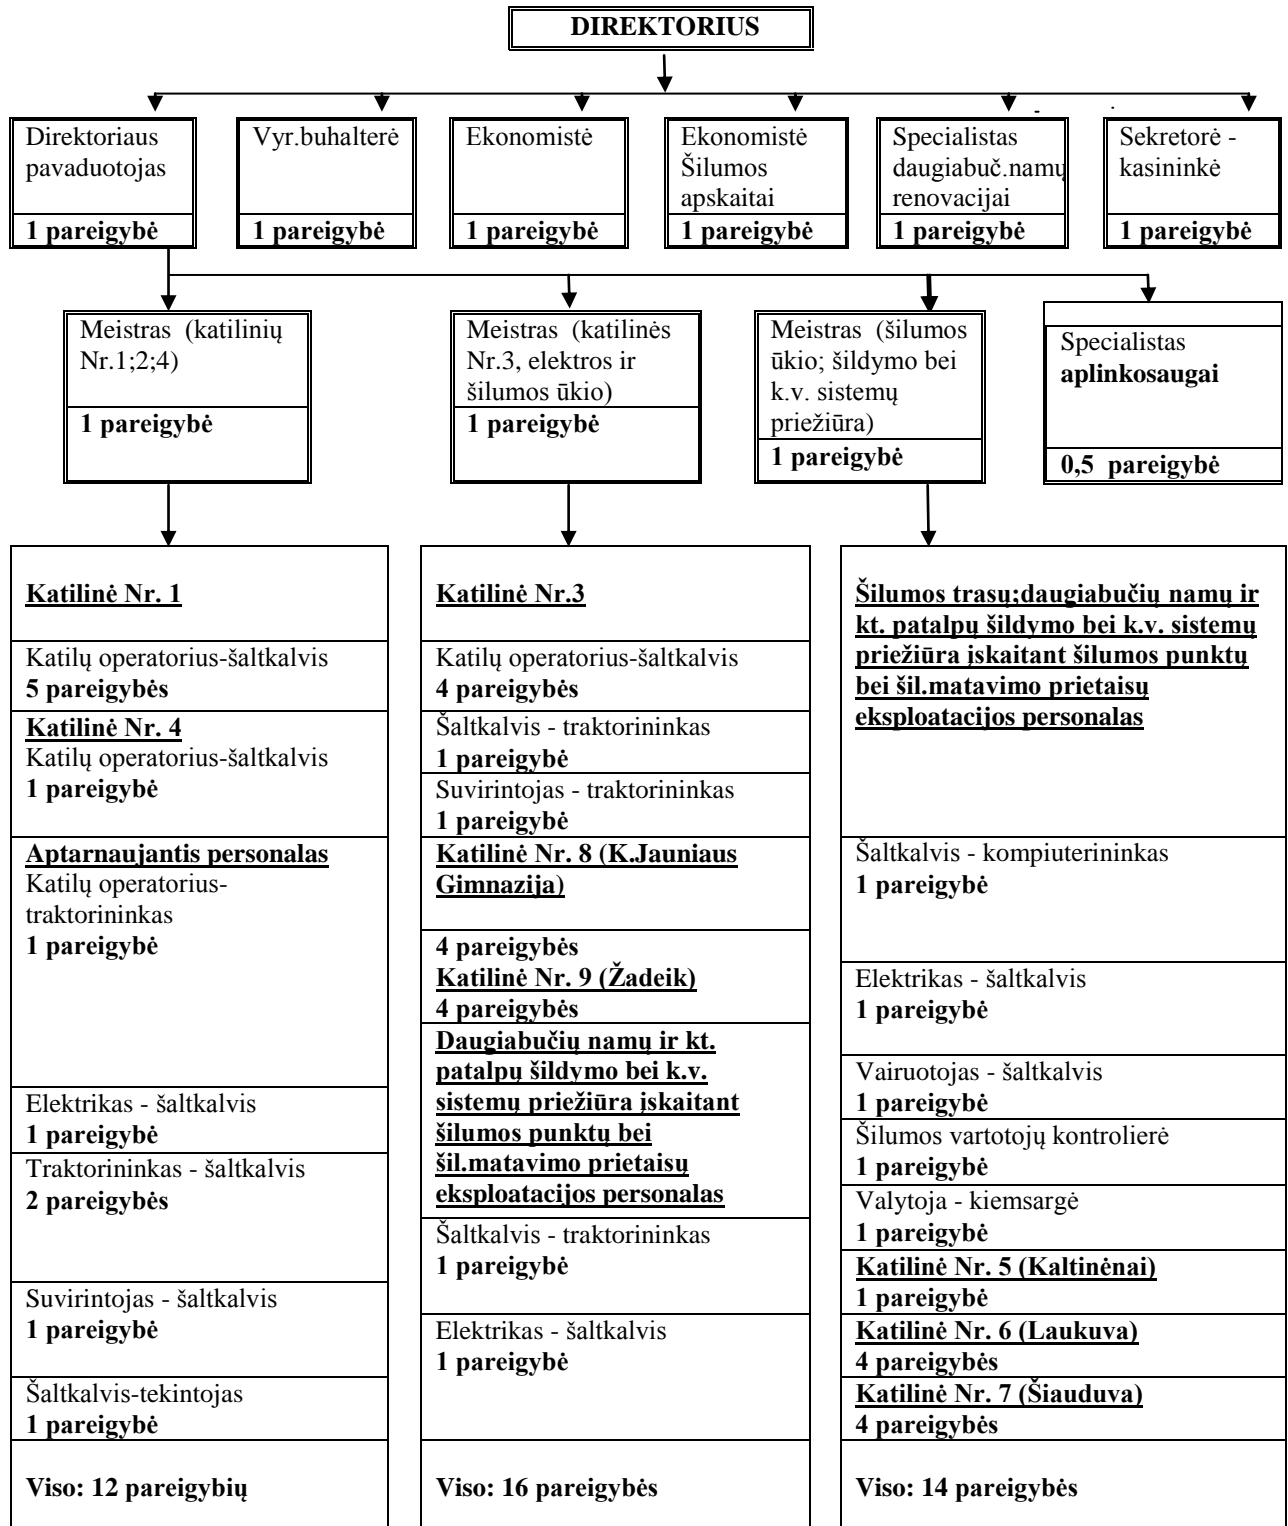 DIREKTORIUS
Direktoriaus
pavaduotojas
1 pareigybė
Vyr.buhalterė
1 pareigybė
Ekonomistė
1 pareigybė
Ekonomistė
Šilumos
apskaitai
1 pareigybė
Specialistas
daugiabuč.namų
renovacijai
1 pareigybė
Sekretorė -
kasininkė
1 pareigybė
Meistras (katilinių
Nr.1;2;4)
1 pareigybė
Meistras (katilinės
Nr.3, elektros ir
šilumos ūkio)
1 pareigybė
Meistras (šilumos
ūkio; šildymo bei
k.v. sistemų
priežiūra)
1 pareigybė
Specialistas
aplinkosaugai
0,5 pareigybė
Katilinė Nr. 1
Katilų operatorius-šaltkalvis
5 pareigybės
Katilinė Nr. 4
Katilų operatorius-šaltkalvis
1 pareigybė
Aptarnaujantis personalas
Katilų operatorius-
traktorininkas
1 pareigybė
Elektrikas - šaltkalvis
1 pareigybė
Traktorininkas - šaltkalvis
2 pareigybės
Suvirintojas - šaltkalvis
1 pareigybė
Šaltkalvis-tekintojas
1 pareigybė
Viso: 12 pareigybių
Katilinė Nr.3
Katilų operatorius-šaltkalvis
4 pareigybės
Šaltkalvis - traktorininkas
1 pareigybė
Suvirintojas - traktorininkas
1 pareigybė
Katilinė Nr. 8 (K.Jauniaus
Gimnazija)
4 pareigybės
Katilinė Nr. 9 (Žadeik)
4 pareigybės
Daugiabučių namų ir kt.
patalpų šildymo bei k.v.
sistemų priežiūra įskaitant
šilumos punktų bei
šil.matavimo prietaisų
eksploatacijos personalas
Šaltkalvis - traktorininkas
1 pareigybė
Elektrikas - šaltkalvis
1 pareigybė
Viso: 16 pareigybės
Šilumos trasų;daugiabučių namų ir
kt. patalpų šildymo bei k.v. sistemų
priežiūra įskaitant šilumos punktų
bei šil.matavimo prietaisų
eksploatacijos personalas
Šaltkalvis - kompiuterininkas
1 pareigybė
Elektrikas - šaltkalvis
1 pareigybė
Vairuotojas - šaltkalvis
1 pareigybė
Šilumos vartotojų kontrolierė
1 pareigybė
Valytoja - kiemsargė
1 pareigybė
Katilinė Nr. 5 (Kaltinėnai)
1 pareigybė
Katilinė Nr. 6 (Laukuva)
4 pareigybės
Katilinė Nr. 7 (Šiauduva)
4 pareigybės
Viso: 14 pareigybės